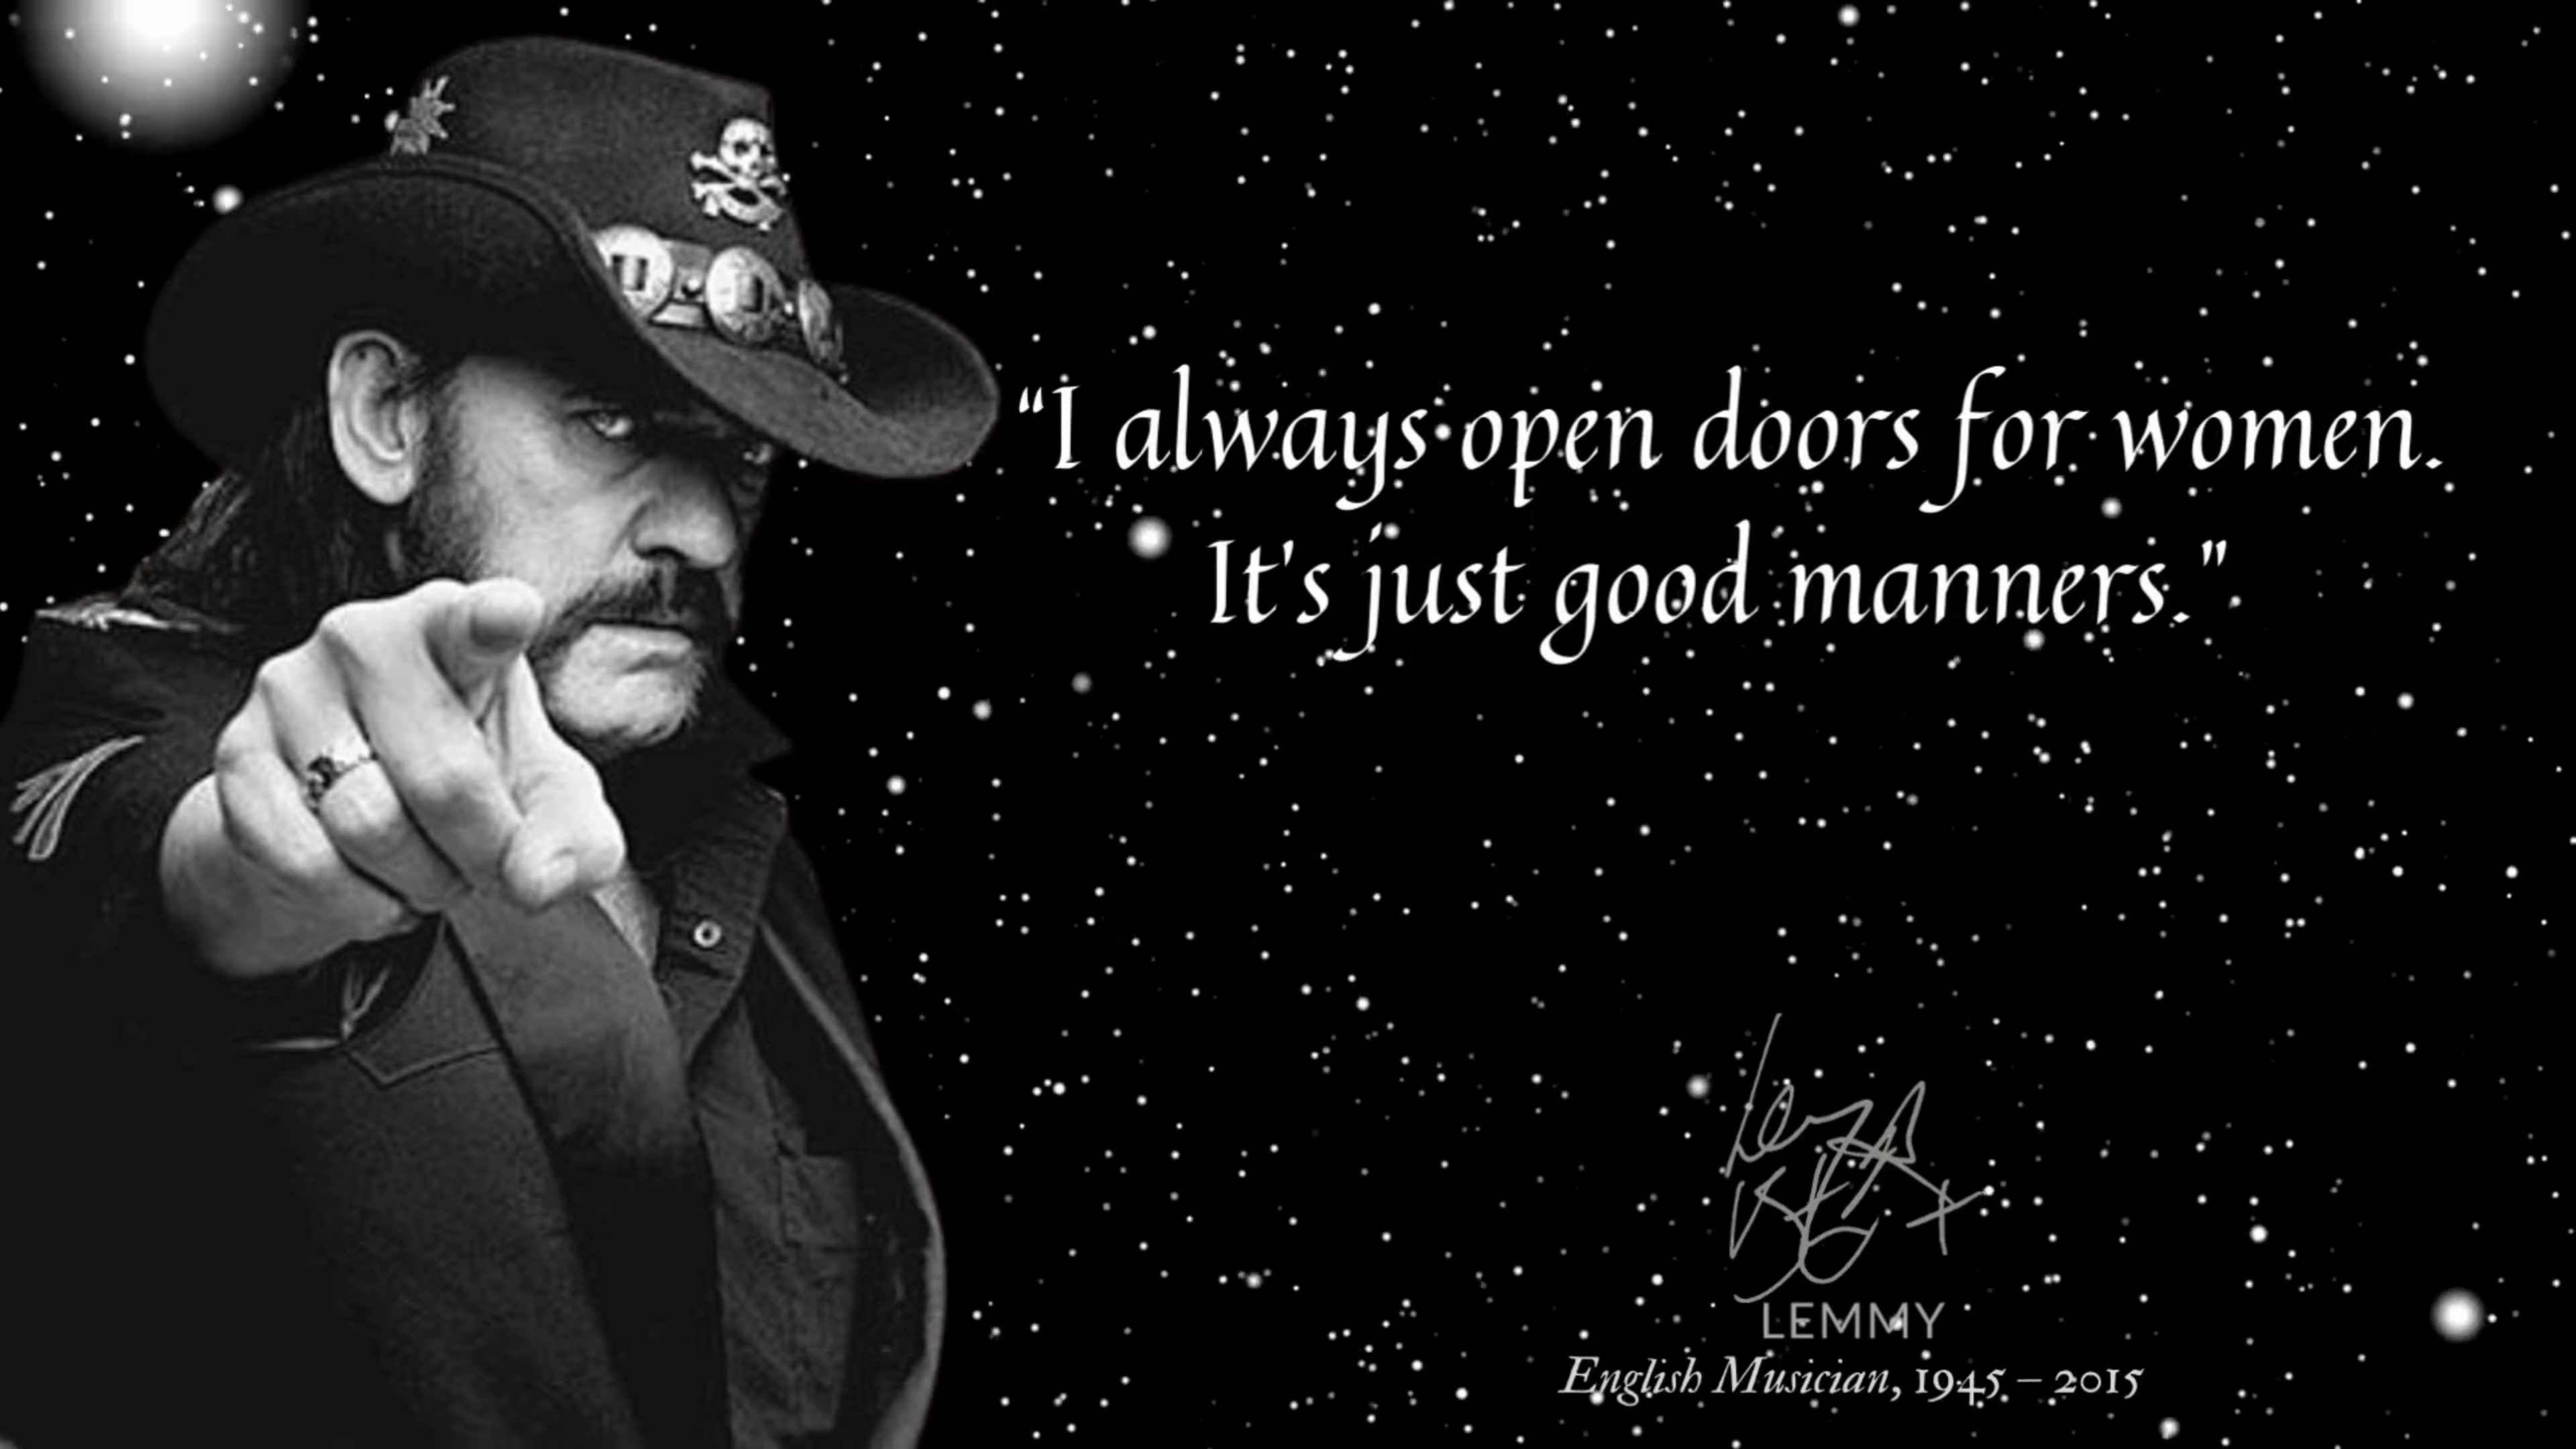 “I always open doors for women.
It's just good manners.”
LEMMY
English Musician, 1945 – 2015